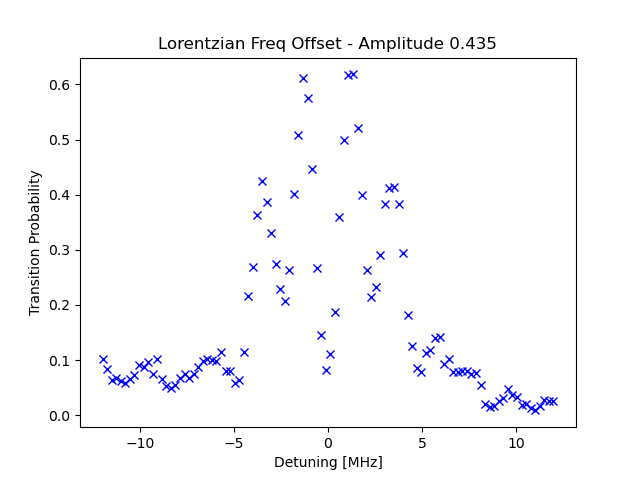 Lorentzian Freq Offset - Amplitude 0.435
Transition Probability
0.6
0.5
0.4
0.3
0.2
0.1
0.0
−10 −5 0 5 10
Detuning [MHz]